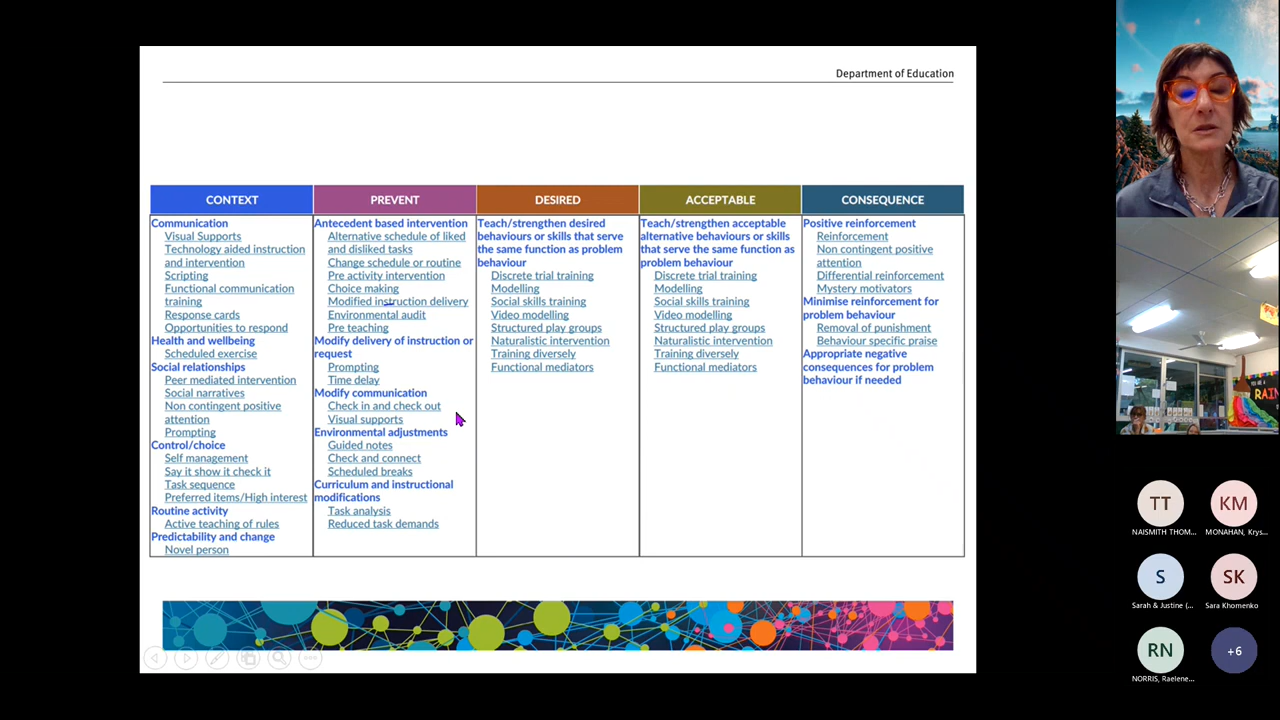 Department of Education
CONTEXT
Communication
Visual Supports
Technology aided instruction
and intervention
Scripting
Functional communication
training
Response cards
Opportunities to respond
Health and wellbeing
Scheduled exercise
Social relationships
Peer mediated intervention
Social narratives
Non contingent positive
attention
Prompting
Control/choice
Self management
Say it show it check it
Task sequence
Preferred items/High interest
Routine activity
Active teaching of rules
Predictability and change
Novel person
PREVENT
Antecedent based intervention
Alternative schedule of liked
and disliked tasks
Change schedule or routine
Pre activity intervention
Choice making
Modified instruction delivery
Environmental audit
Pre teaching
Modify delivery of instruction or
request
Prompting
Time delay
Modify communication
Check in and check out
Visual supports
Environmental adjustments
Guided notes
Check and connect
Scheduled breaks
Curriculum and instructional
modifications
Task analysis
Reduced task demands
DESIRED
Teach/strengthen desired
behaviours or skills that serve
the same function as problem
behaviour
Discrete trial training
Modelling
Social skills training
Video modelling
Structured play groups
Naturalistic intervention
Training diversely
Functional mediators
ACCEPTABLE
Teach/strengthen acceptable
alternative behaviours or skills
that serve the same function as
problem behaviour
Discrete trial training
Modelling
Social skills training
Video modelling
Structured play groups
Naturalistic intervention
Training diversely
Functional mediators
CONSEQUENCE
Positive reinforcement
Reinforcement
Non contingent positive
attention
Differential reinforcement
Mystery motivators
Minimise reinforcement for
problem behaviour
Removal of punishment
Behaviour specific praise
Appropriate negative
consequences for problem
behaviour if needed
TT
NAISMITH THOM...
KM
MONAHAN, Krys...
S
Sarah & Justine (...
SK
Sara Khomenko
RN
NORRIS, Raelene...
+6